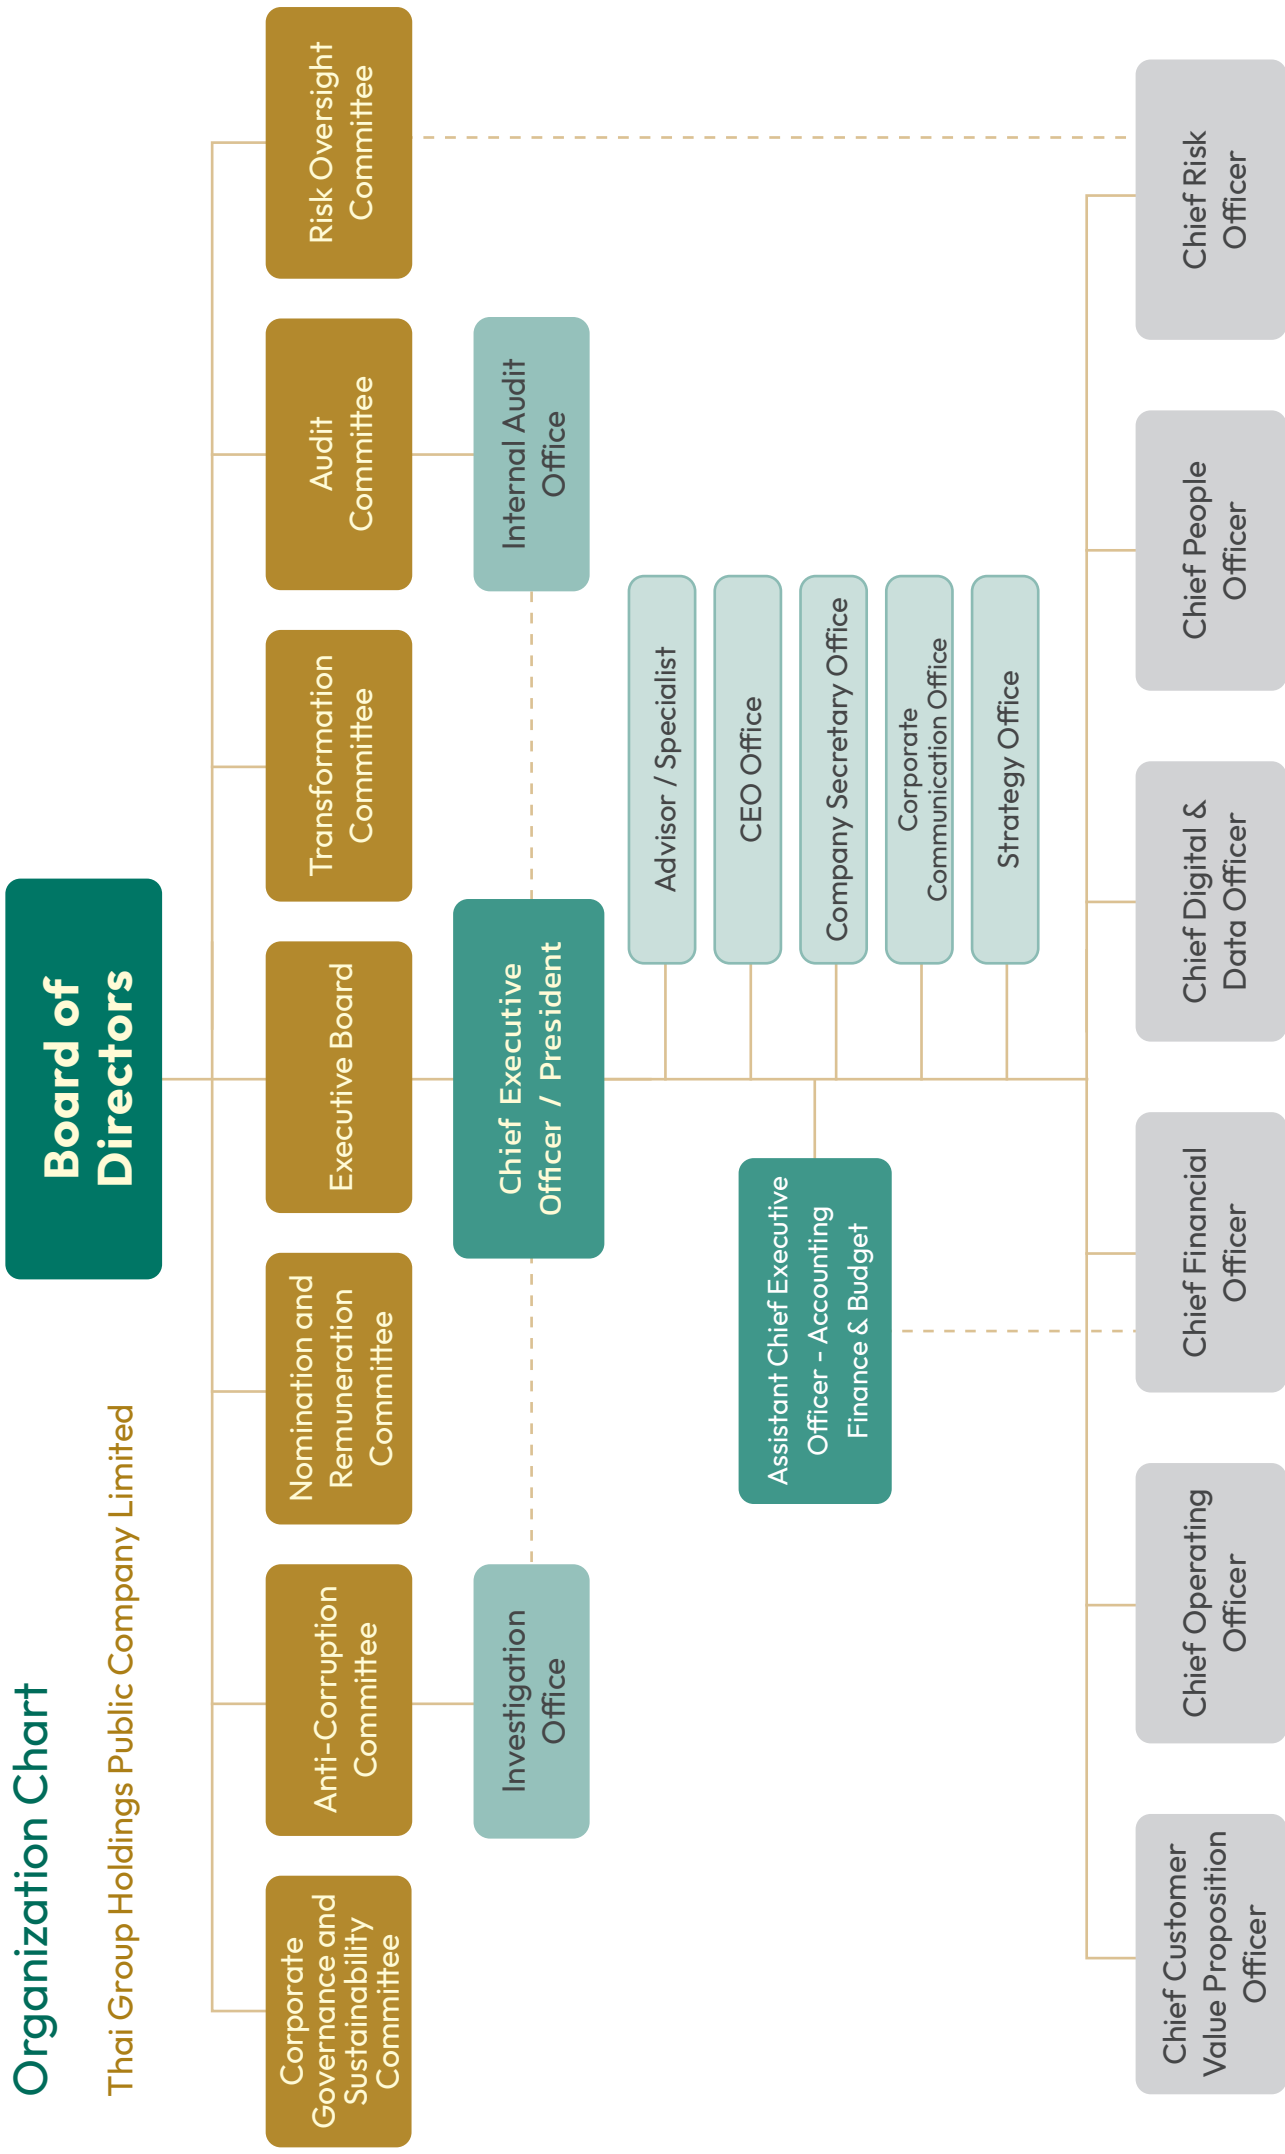 Organization Chart
Thai Group Holdings Public Company Limited
Board of
Directors
Corporate
Governance and
Sustainability
Committee
Anti-Corruption
Committee
Nomination and
Remuneration
Committee
Executive Board
Transformation
Committee
Audit
Committee
Risk Oversight
Committee
Investigation
Office
Chief Executive
Officer / President
Internal Audit
Office
Advisor / Specialist
CEO Office
Company Secretary Office
Corporate
Communication Office
Strategy Office
Assistant Chief Executive
Officer - Accounting
Finance & Budget
Chief Customer
Value Proposition
Officer
Chief Operating
Officer
Chief Financial
Officer
Chief Digital &
Data Officer
Chief People
Officer
Chief Risk
Officer